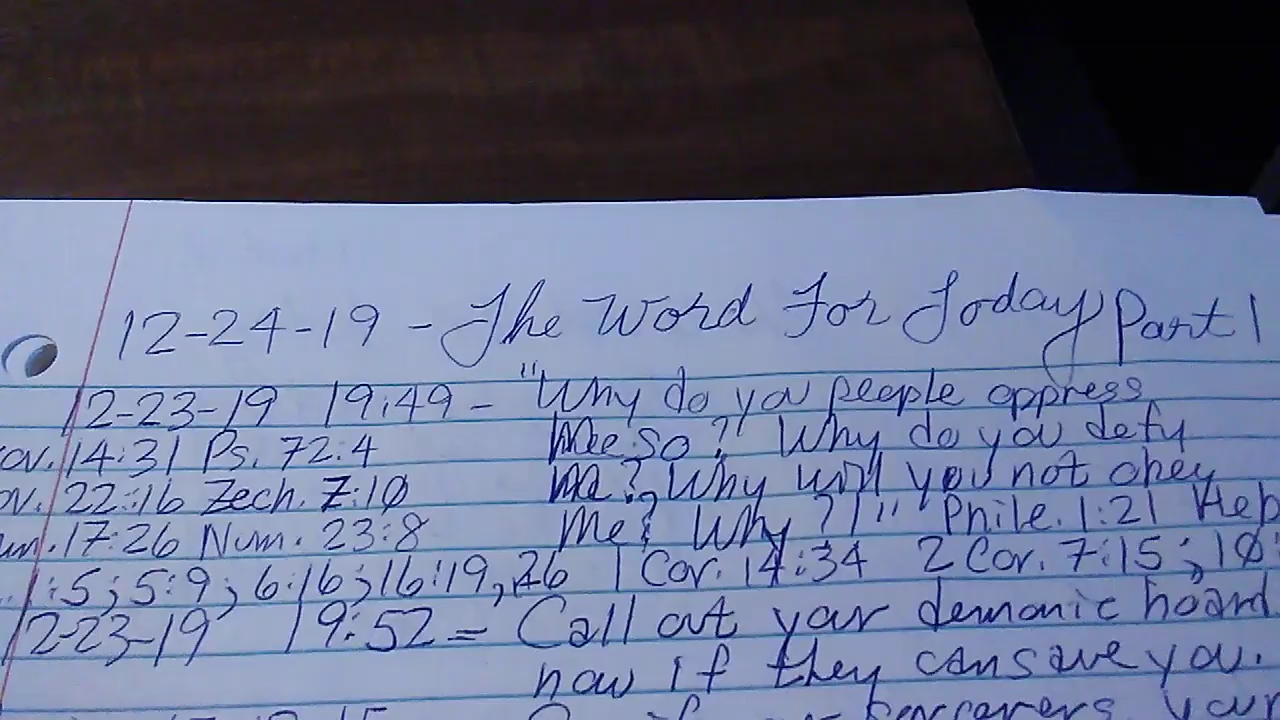 12-24-19 - The Word For Today Part 1
12-23-19 19:49 - "Why do you people oppress
ov. 14:31 Ps. 72:4 Me so?! Why do you defy
ov. 22:16 Zech. 7:10 Me? Why will you not obey
un. 17:26 Num. 23:8 Me? Why?!" Phile. 1:21 Heb
1:5; 5:9; 6:16; 16:19, 26 1 Cor. 14:34 2 Cor. 7:15; 10:
12-23-19 19:52 = Call out your demonic hoard
now if they can save you.
your